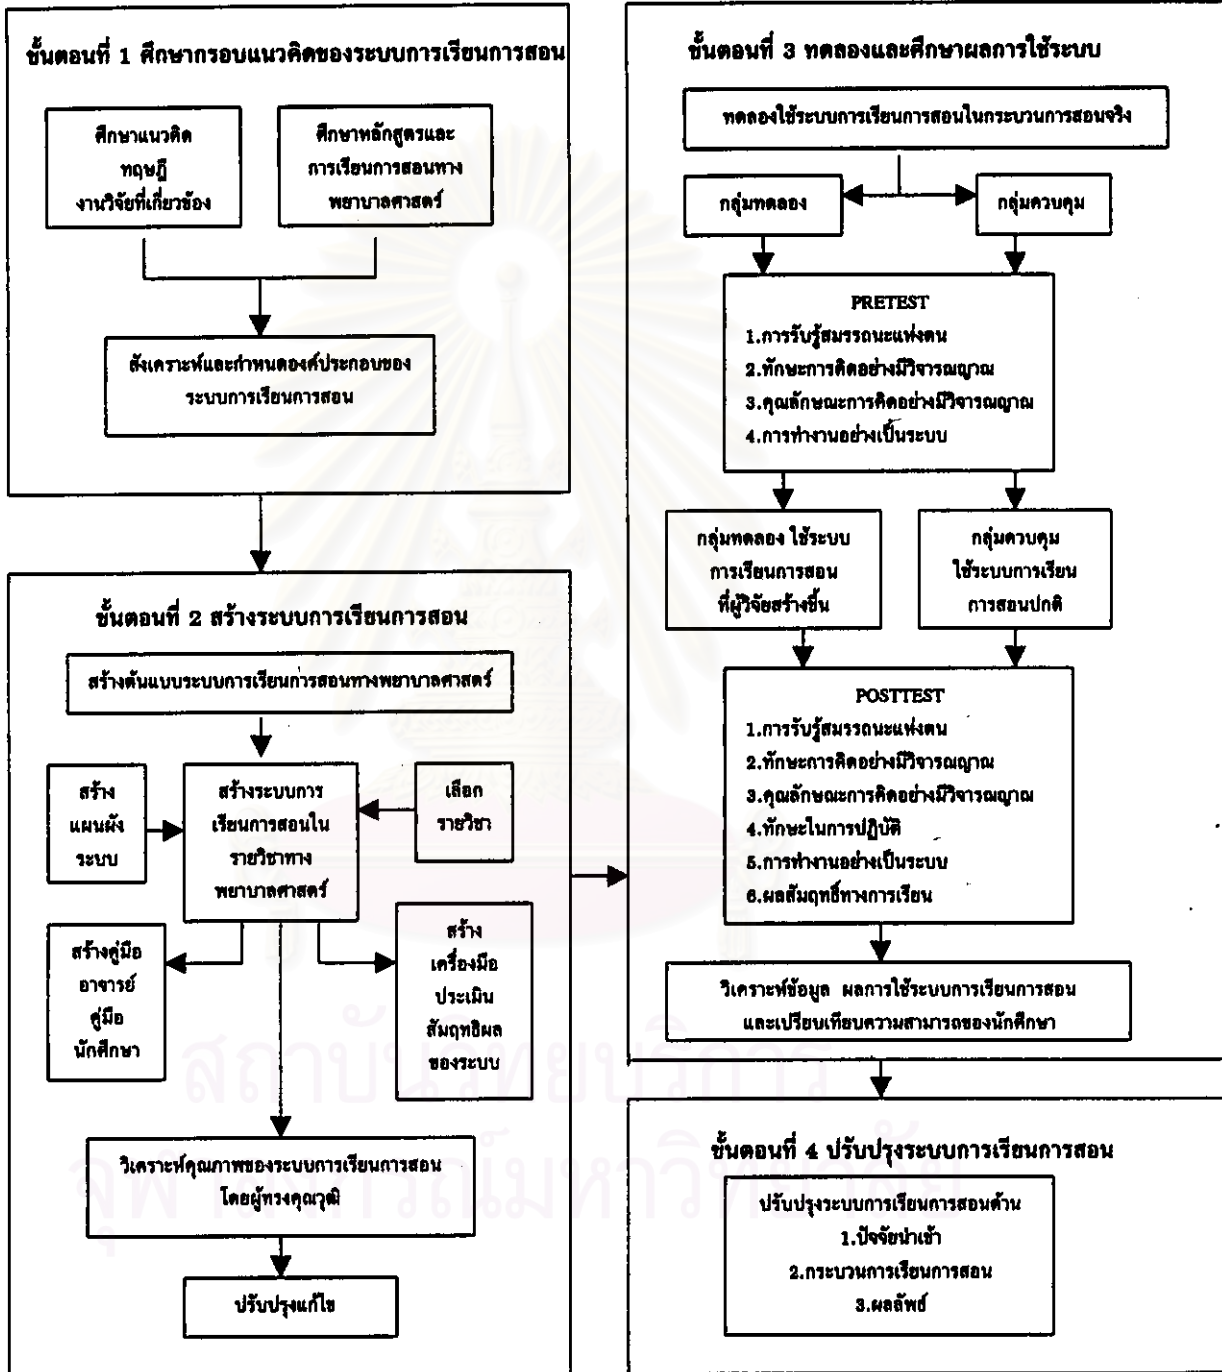 ขั้นตอนที่ 1 ศึกษากรอบแนวคิดของระบบการเรียนการสอน
ศึกษาแนวคิด
ทฤษฎี
งานวิจัยที่เกี่ยวข้อง
ศึกษาหลักสูตรและ
การเรียนการสอนทาง
พยาบาลศาสตร์
สังเคราะห์และกำหนดองค์ประกอบของ
ระบบการเรียนการสอน
ขั้นตอนที่ 2 สร้างระบบการเรียนการสอน
สร้างต้นแบบระบบการเรียนการสอนทางพยาบาลศาสตร์
สร้าง
แผนผัง
ระบบ
สร้างระบบการ
เรียนการสอนใน
รายวิชาทาง
พยาบาลศาสตร์
เลือก
รายวิชา
สร้างคู่มือ
อาจารย์
คู่มือ
นักศึกษา
สร้าง
เครื่องมือ
ประเมิน
สัมฤทธิผล
ของระบบ
วิเคราะห์คุณภาพของระบบการเรียนการสอน
โดยผู้ทรงคุณวุฒิ
ปรับปรุงแก้ไข
ขั้นตอนที่ 3 ทดลองและศึกษาผลการใช้ระบบ
ทดลองใช้ระบบการเรียนการสอนในกระบวนการสอนจริง
กลุ่มทดลอง
กลุ่มควบคุม
PRETEST
1.การรับรู้สมรรถนะแห่งตน
2.ทักษะการคิดอย่างมีวิจารณญาณ
3.คุณลักษณะการคิดอย่างมีวิจารณญาณ
4.การทำงานอย่างเป็นระบบ
กลุ่มทดลอง ใช้ระบบ
การเรียนการสอน
ที่ผู้วิจัยสร้างขึ้น
กลุ่มควบคุม
ใช้ระบบการเรียน
การสอนปกติ
POSTTEST
1.การรับรู้สมรรถนะแห่งตน
2.ทักษะการคิดอย่างมีวิจารณญาณ
3.คุณลักษณะการคิดอย่างมีวิจารณญาณ
4.ทักษะในการปฏิบัติ
5.การทำงานอย่างเป็นระบบ
6.ผลสัมฤทธิ์ทางการเรียน
วิเคราะห์ข้อมูล ผลการใช้ระบบการเรียนการสอน
และเปรียบเทียบความสามารถของนักศึกษา
ขั้นตอนที่ 4 ปรับปรุงระบบการเรียนการสอน
ปรับปรุงระบบการเรียนการสอนด้าน
1.ปัจจัยนำเข้า
2.กระบวนการเรียนการสอน
3.ผลลัพธ์
สถาบันวิทยบริการ
จุฬาลงกรณ์มหาวิทยาลัย